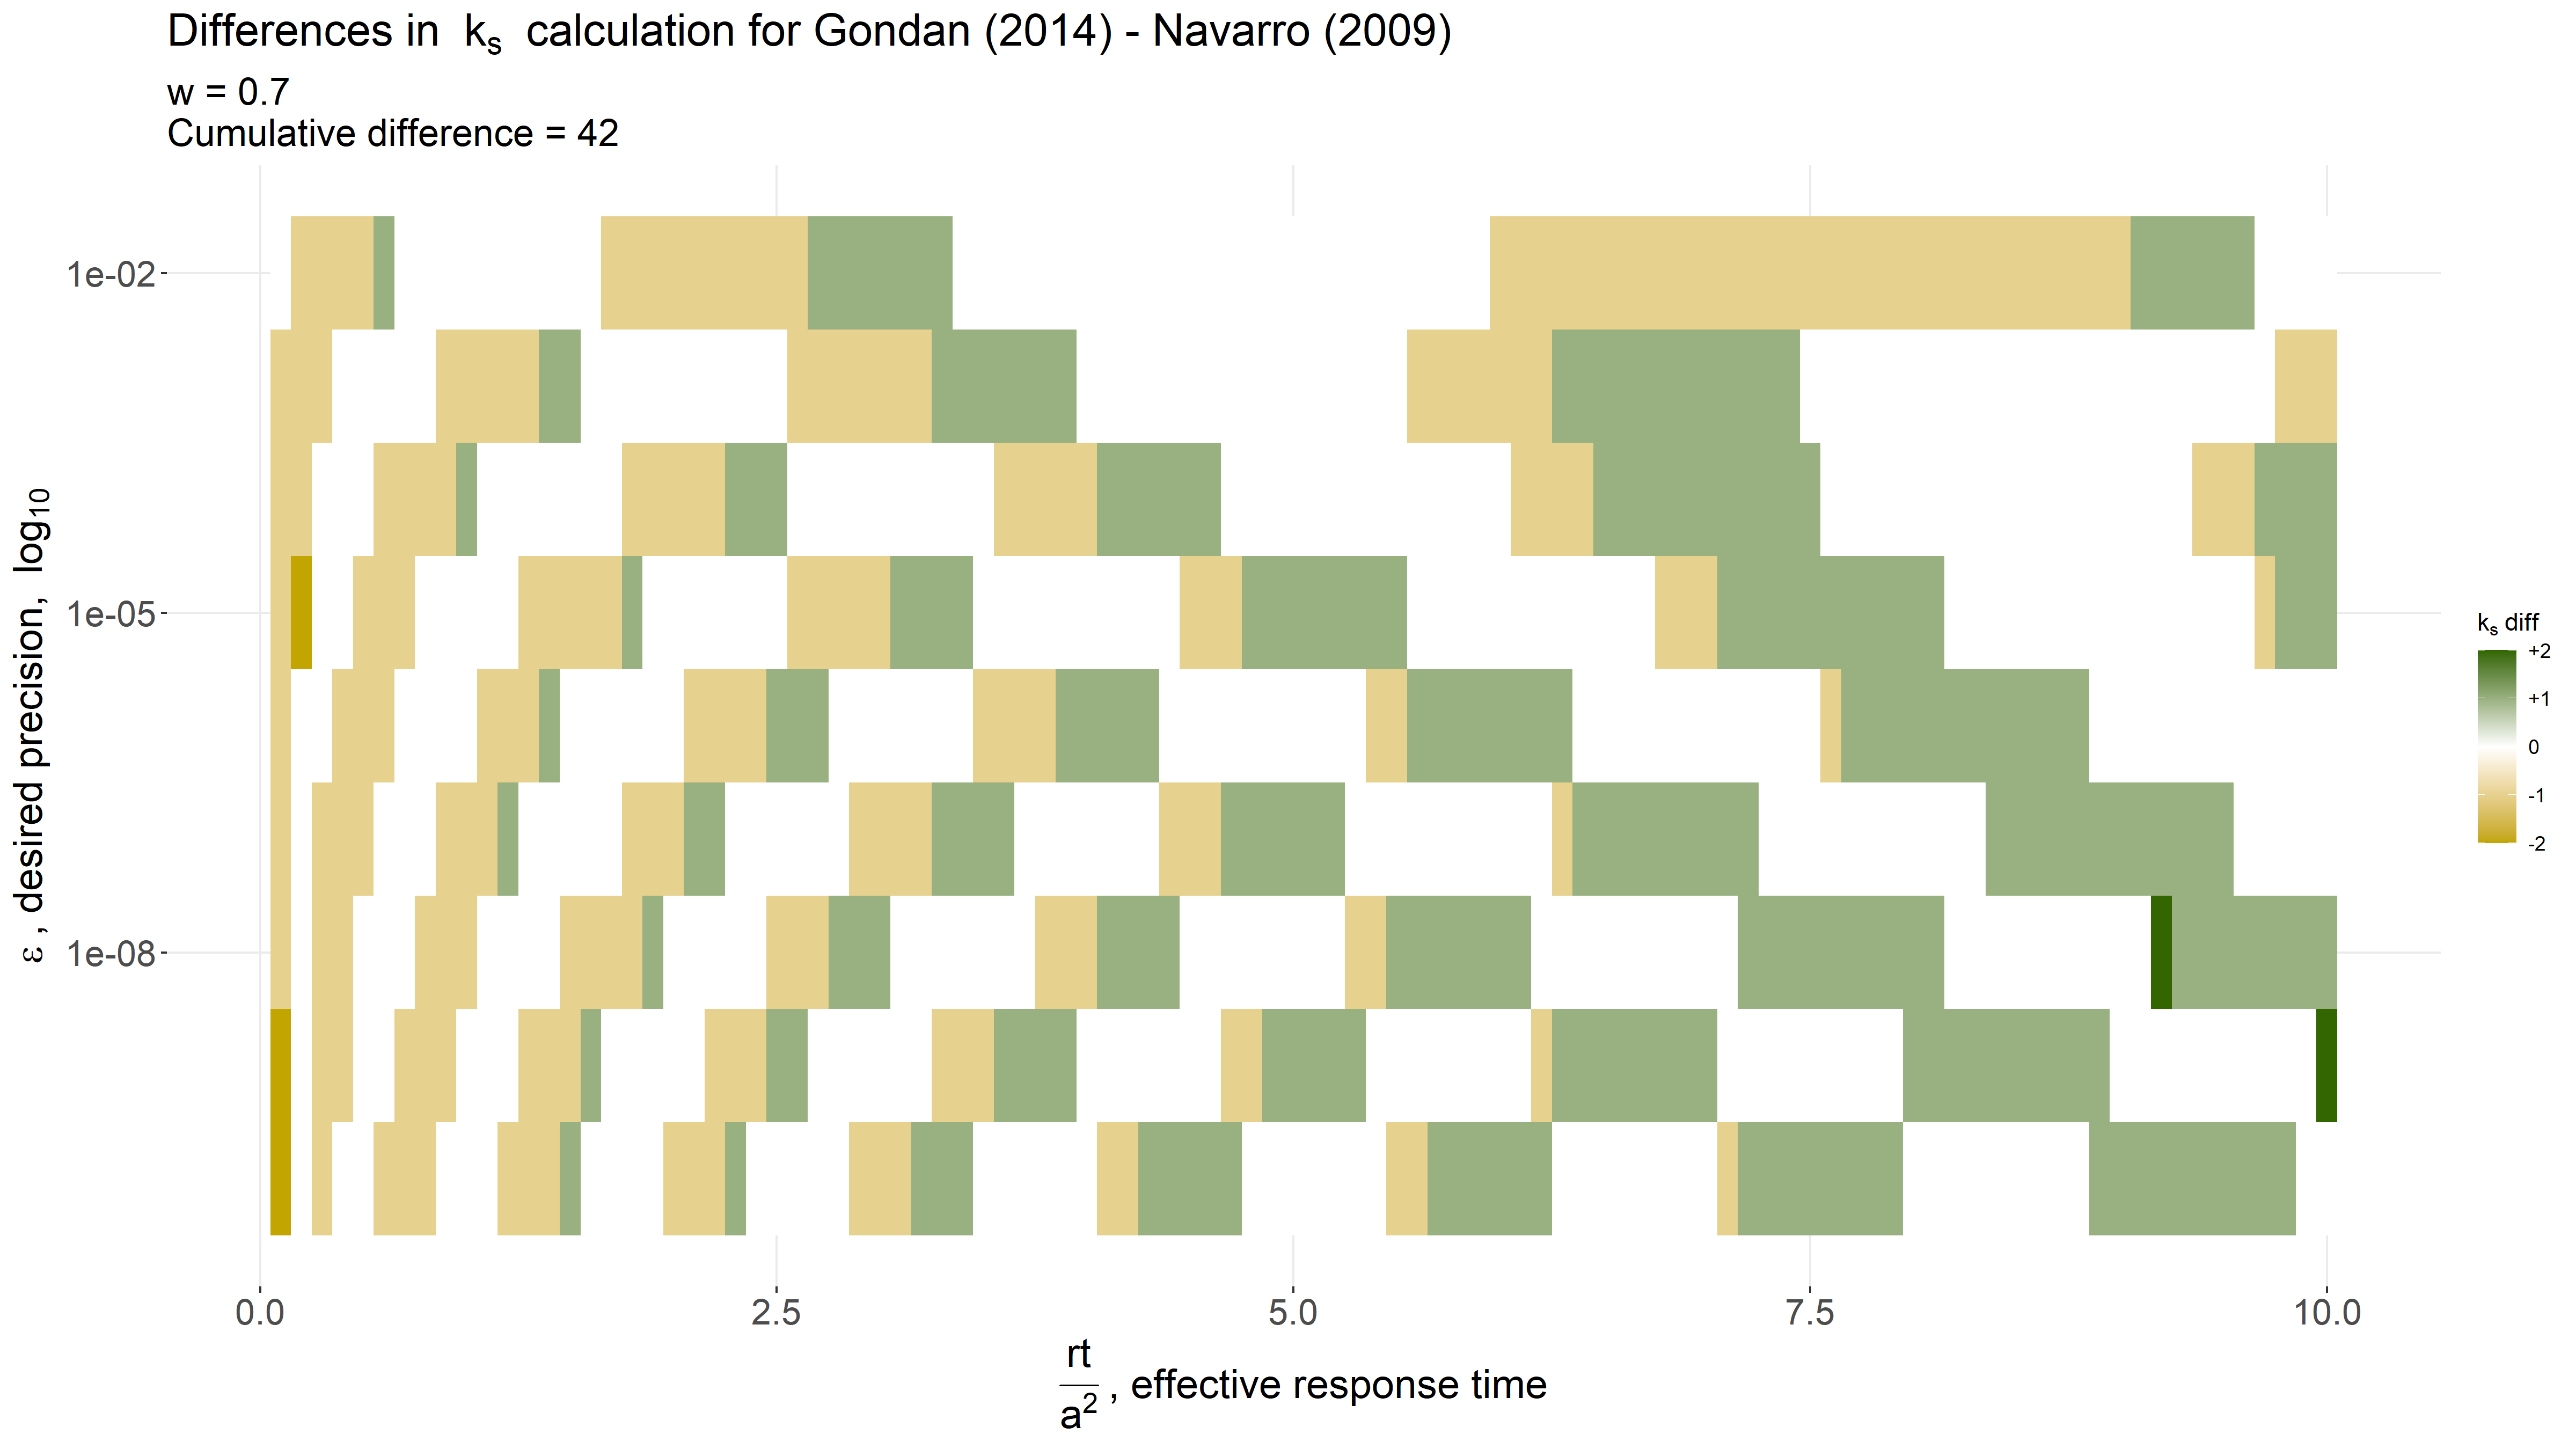 Differences in kₛ calculation for Gondan (2014) - Navarro (2009)
w = 0.7
Cumulative difference = 42
ε , desired precision, log₁₀
1e-02
1e-05
1e-08
0.0 2.5 5.0 7.5 10.0
rt
a² , effective response time
kₛ diff
+2
+1
0
-1
-2